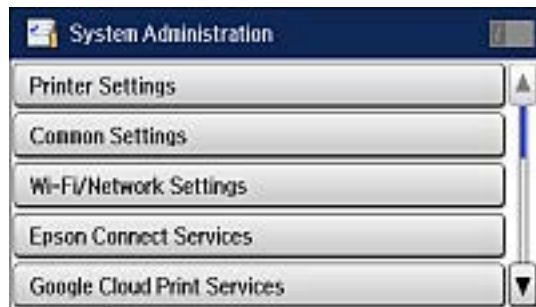 System Administration
Printer Settings
Common Settings
Wi-Fi/Network Settings
Epson Connect Services
Google Cloud Print Services